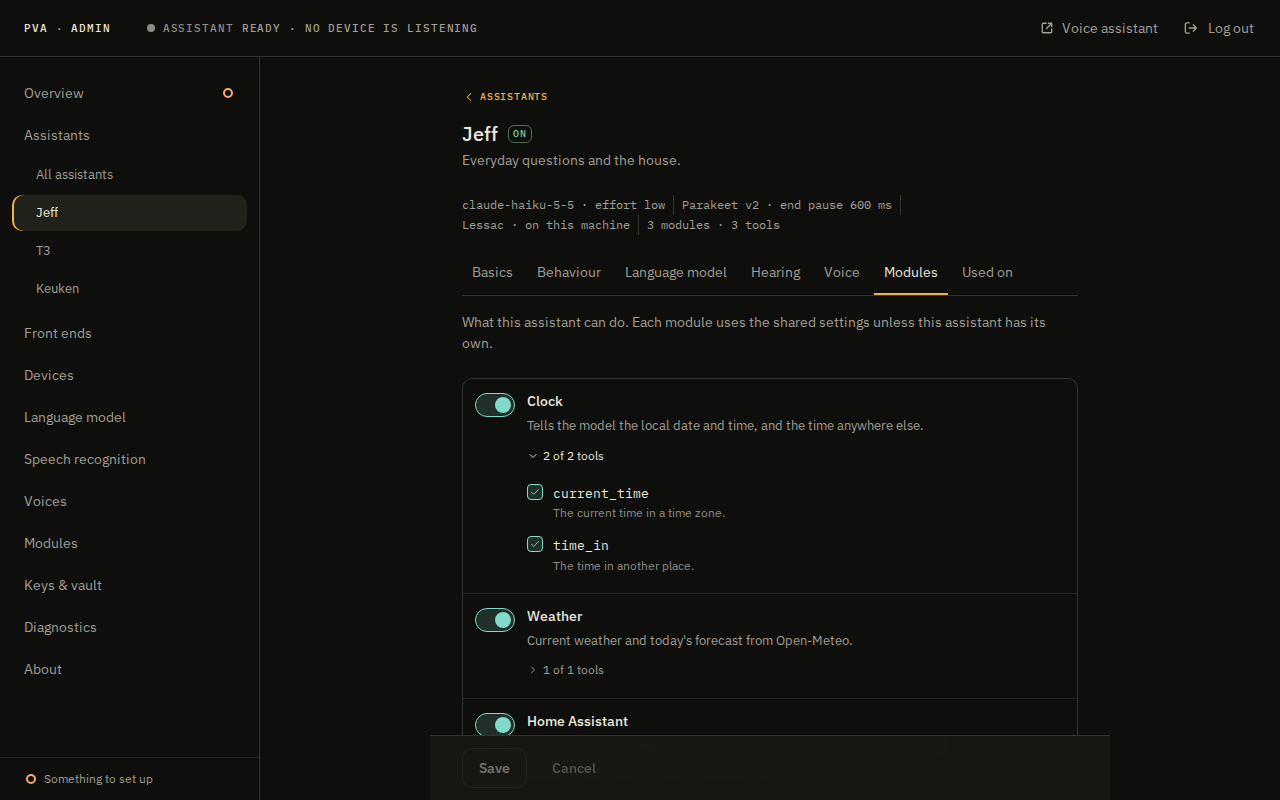 PVA · ADMIN
ASSISTANT READY · NO DEVICE IS LISTENING
Voice assistant
Log out
Overview
Assistants
All assistants
Jeff
T3
Keuken
Front ends
Devices
Language model
Speech recognition
Voices
Modules
Keys & vault
Diagnostics
About
Something to set up
ASSISTANTS
Jeff ON
Everyday questions and the house.
claude-haiku-5-5 · effort low | Parakeet v2 · end pause 600 ms |
Lessac · on this machine | 3 modules · 3 tools
Basics Behaviour Language model Hearing Voice Modules Used on
What this assistant can do. Each module uses the shared settings unless this assistant has its
own.
Clock
Tells the model the local date and time, and the time anywhere else.
2 of 2 tools
current_time
The current time in a time zone.
time_in
The time in another place.
Weather
Current weather and today's forecast from Open-Meteo.
1 of 1 tools
Home Assistant
Save Cancel